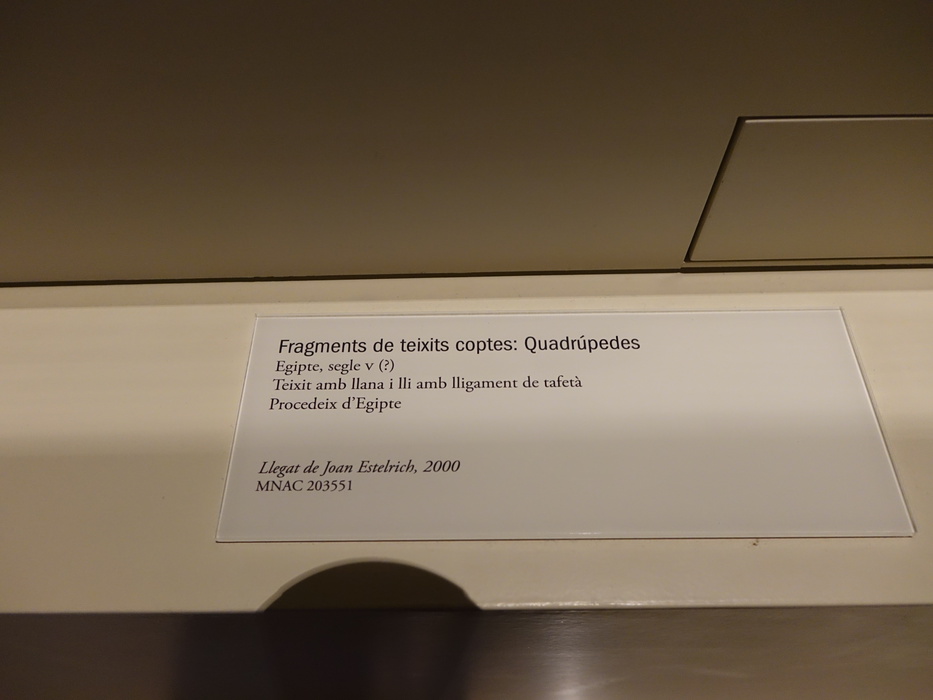 Fragments de teixits coptes: Quadrúpedes
Egipte, segle v (?)
Teixit amb llana i lli amb lligament de tafetà
Procedeix d'Egipte
Llegat de Joan Estelrich, 2000
MNAC 203551